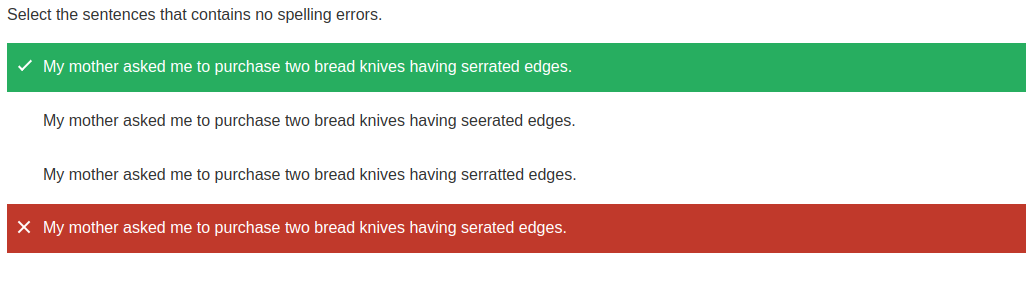 Select the sentences that contains no spelling errors.
My mother asked me to purchase two bread knives having serrated edges.
My mother asked me to purchase two bread knives having seerated edges.
My mother asked me to purchase two bread knives having serratted edges.
My mother asked me to purchase two bread knives having serated edges.